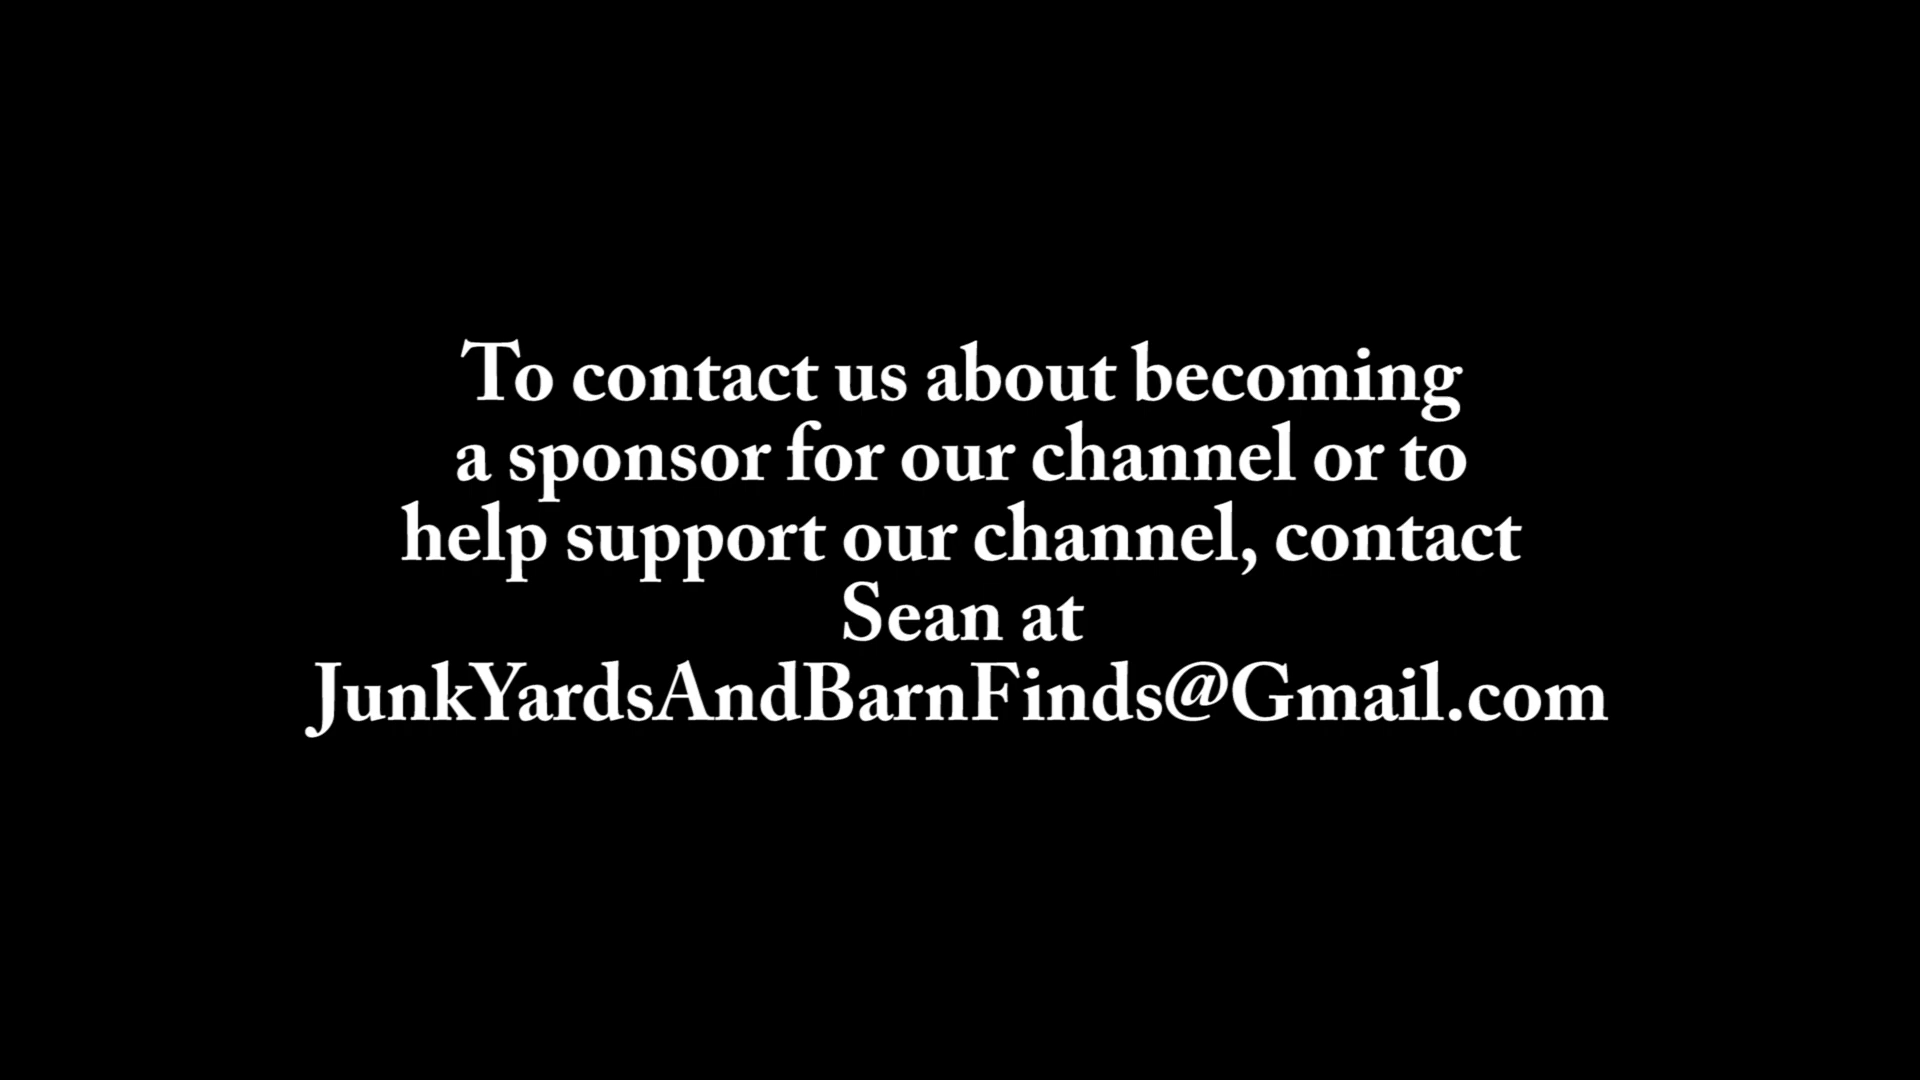 To contact us about becoming
a sponsor for our channel or to
help support our channel, contact
Sean at
JunkYardsAndBarnFinds@Gmail.com